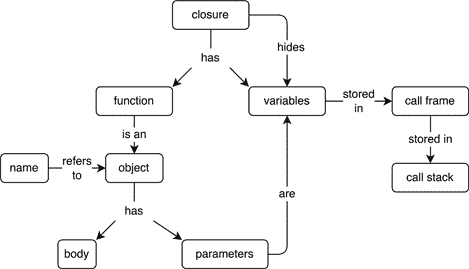 closure
hides
has
function
variables
stored
in
call frame
is an
stored in
name
refers
to
object
call stack
has
are
body
parameters